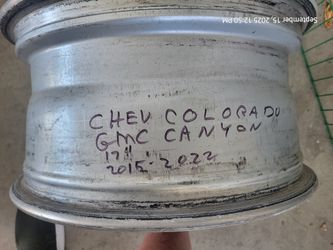 September 15, 2025 12:50 PM
CHEV COLORADO
GMC CANYON
17"
2015-2022